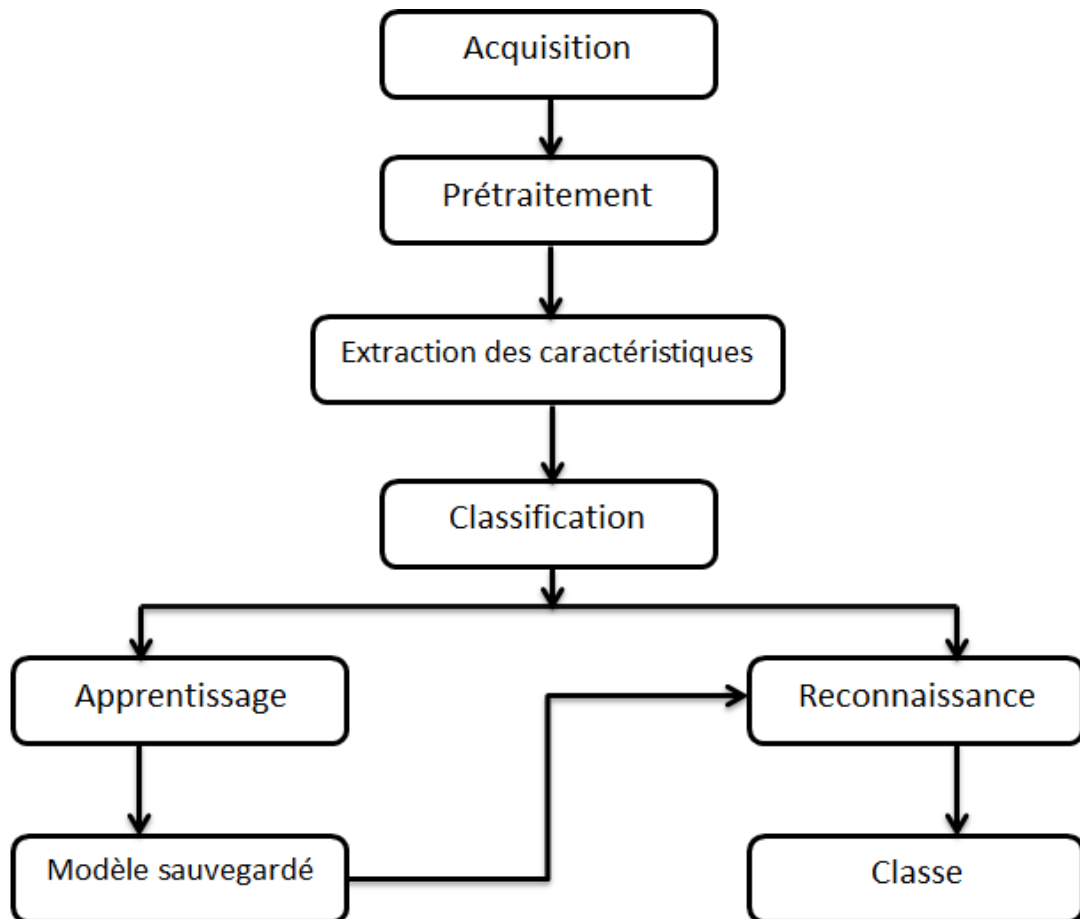 Acquisition
Prétraitement
Extraction des caractéristiques
Classification
Apprentissage
Reconnaissance
Modèle sauvegardé
Classe